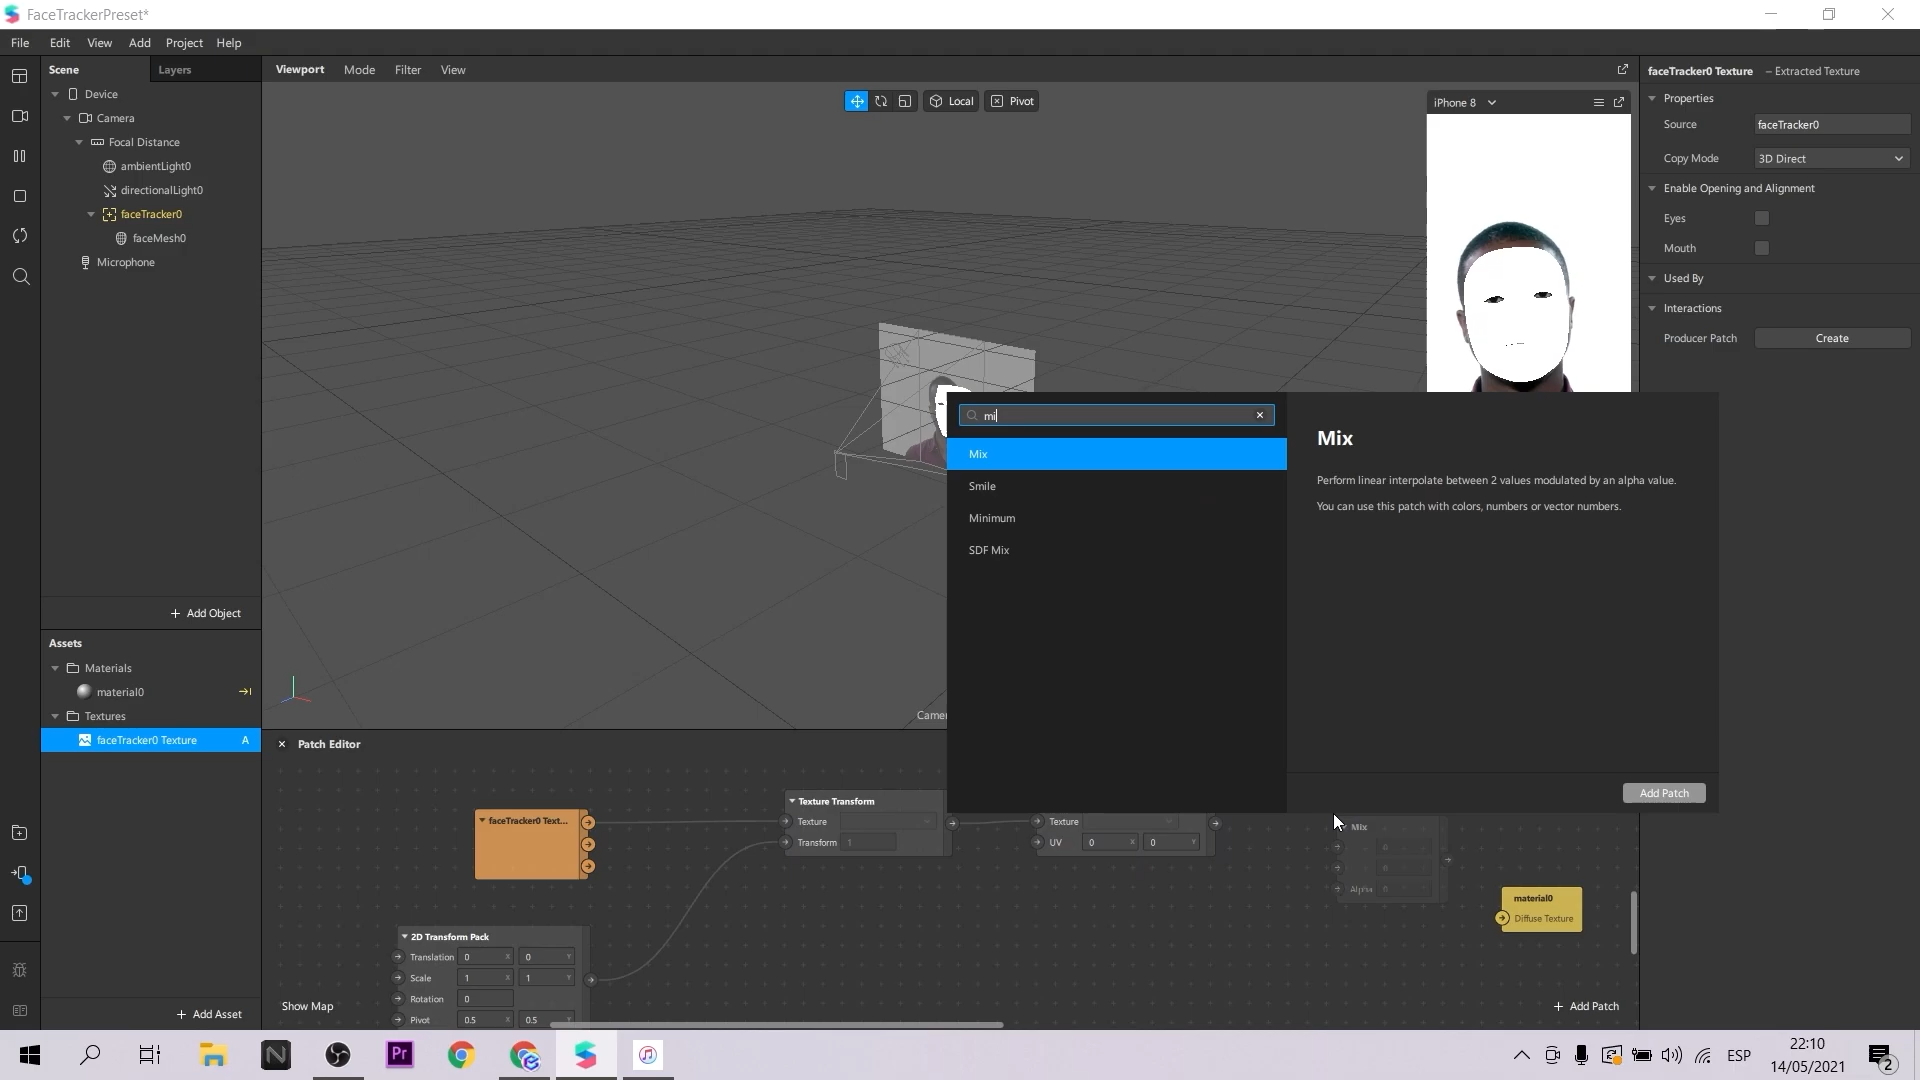 FaceTrackerPreset*
File Edit View Add Project Help
Scene Layers
Device
Camera
Focal Distance
ambientLight0
directionalLight0
faceTracker0
faceMesh0
Microphone
+ Add Object
Assets
Materials
material0
Textures
faceTracker0 Texture A
+ Add Asset
Viewport Mode Filter View
Local Pivot
iPhone 8
Camer
mi
Mix
Smile
Minimum
SDF Mix
Mix
Perform linear interpolate between 2 values modulated by an alpha value.
You can use this patch with colors, numbers or vector numbers.
Add Patch
faceTracker0 Texture – Extracted Texture
Properties
Source faceTracker0
Copy Mode 3D Direct
Enable Opening and Alignment
Eyes
Mouth
Used By
Interactions
Producer Patch Create
Patch Editor
faceTracker0 Text...
Texture Transform
Texture
Transform 1
Texture
UV 0 X 0 Y
Mix
0
0
Alpha 0
material0
Diffuse Texture
2D Transform Pack
Translation 0 X 0 Y
Scale 1 X 1 Y
Rotation 0
Pivot 0.5 X 0.5 Y
Show Map
+ Add Patch
N
Pr
ESP
22:10
14/05/2021
2